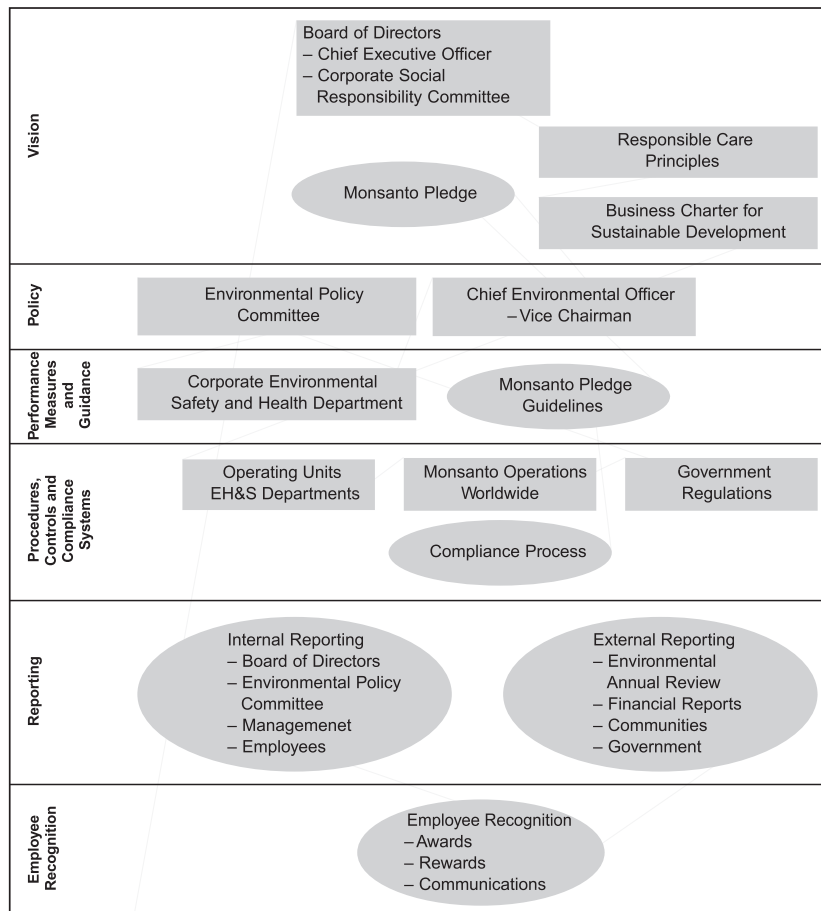 Vision
Board of Directors
– Chief Executive Officer
– Corporate Social
Responsibility Committee
Responsible Care
Principles
Monsanto Pledge
Business Charter for
Sustainable Development
Policy
Environmental Policy
Committee
Chief Environmental Officer
– Vice Chairman
Performance
Measures
and
Guidance
Corporate Environmental
Safety and Health Department
Monsanto Pledge
Guidelines
Procedures,
Controls and
Compliance
Systems
Operating Units
EH&S Departments
Monsanto Operations
Worldwide
Government
Regulations
Compliance Process
Reporting
Internal Reporting
– Board of Directors
– Environmental Policy
Committee
– Managemenet
– Employees
External Reporting
– Environmental
Annual Review
– Financial Reports
– Communities
– Government
Employee
Recognition
Employee Recognition
– Awards
– Rewards
– Communications